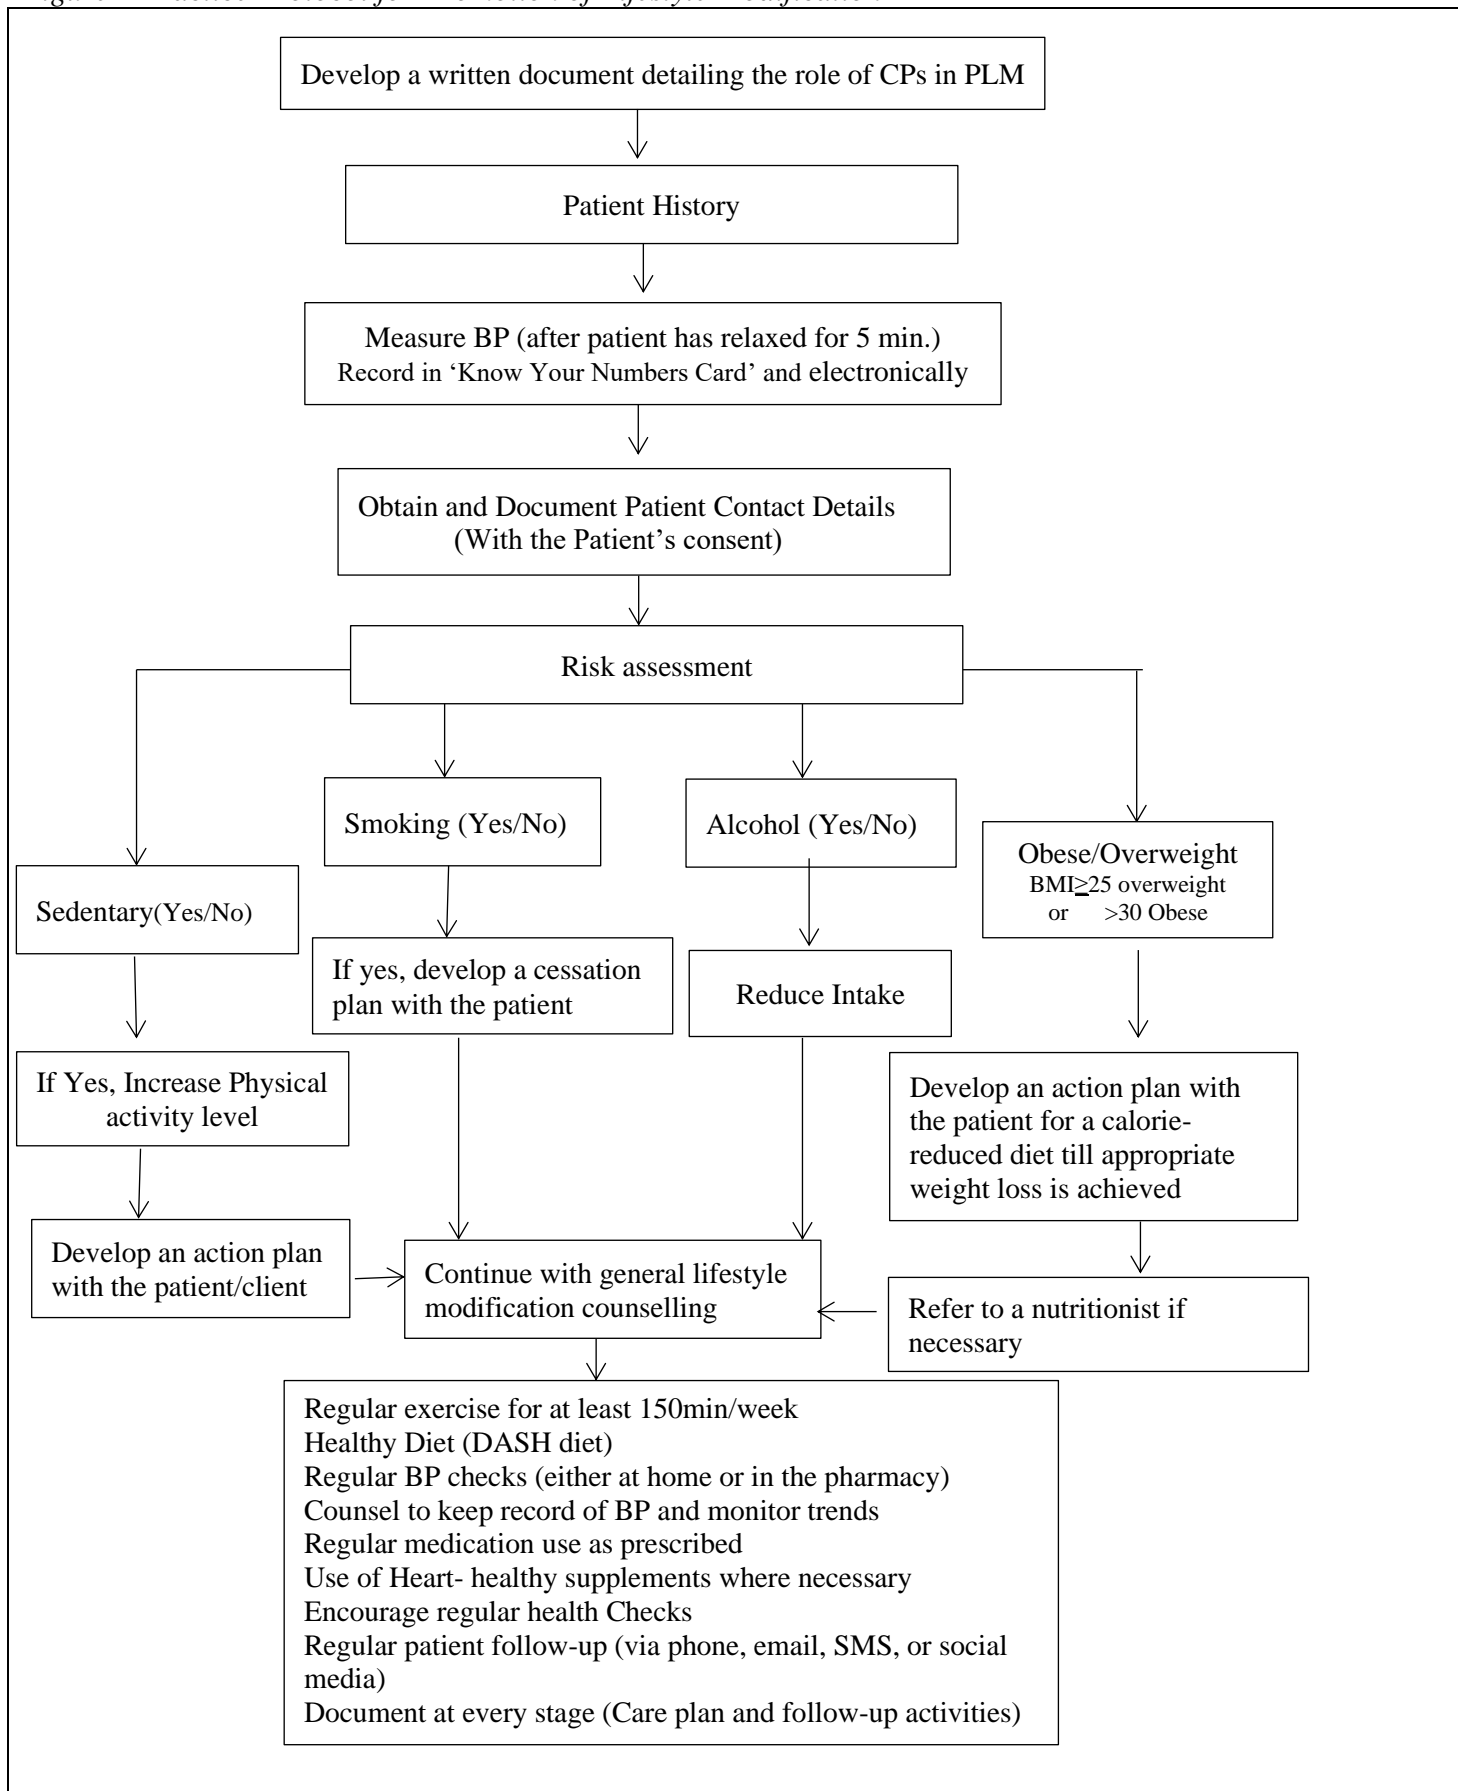 Develop a written document detailing the role of CPs in PLM
Patient History
Measure BP (after patient has relaxed for 5 min.)
Record in ‘Know Your Numbers Card’ and electronically
Obtain and Document Patient Contact Details
(With the Patient’s consent)
Risk assessment
Sedentary(Yes/No)
If Yes, Increase Physical
activity level
Develop an action plan
with the patient/client
Smoking (Yes/No)
If yes, develop a cessation
plan with the patient
Alcohol (Yes/No)
Reduce Intake
Obese/Overweight
BMI≥25 overweight
or >30 Obese
Develop an action plan with
the patient for a calorie-
reduced diet till appropriate
weight loss is achieved
Refer to a nutritionist if
necessary
Continue with general lifestyle
modification counselling
Regular exercise for at least 150min/week
Healthy Diet (DASH diet)
Regular BP checks (either at home or in the pharmacy)
Counsel to keep record of BP and monitor trends
Regular medication use as prescribed
Use of Heart- healthy supplements where necessary
Encourage regular health Checks
Regular patient follow-up (via phone, email, SMS, or social
media)
Document at every stage (Care plan and follow-up activities)